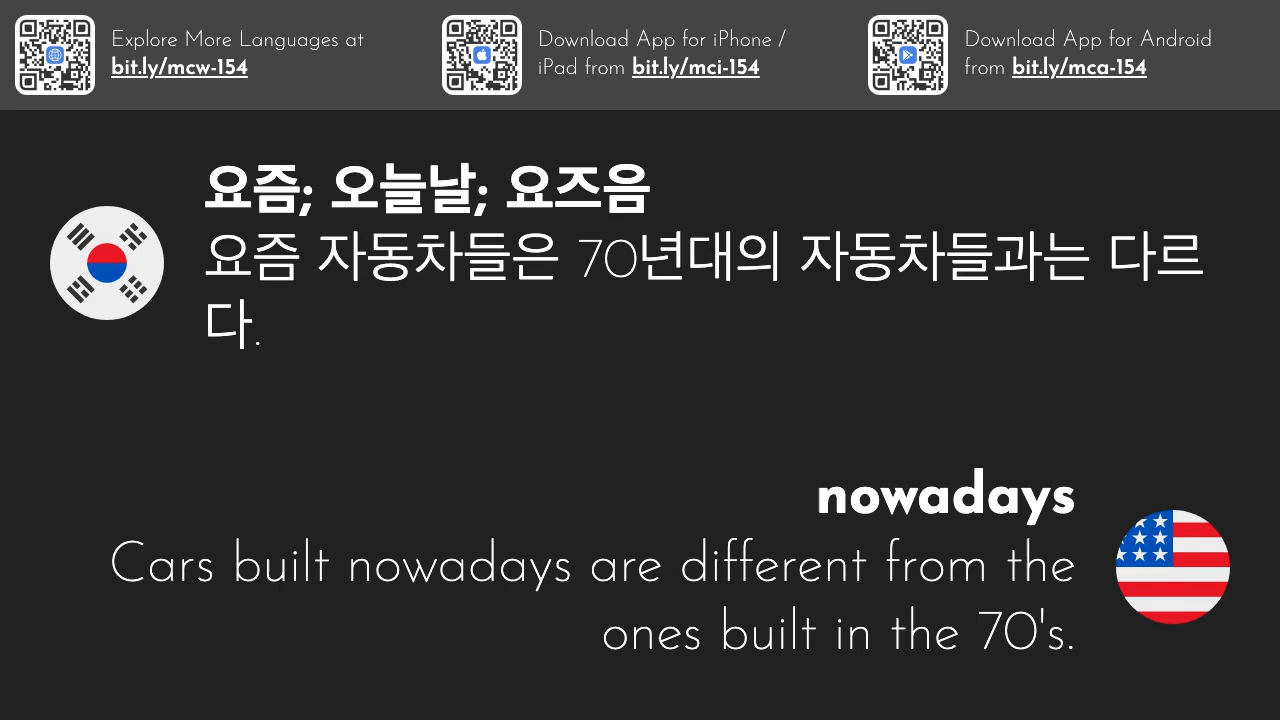 Explore More Languages at
bit.ly/mcw-154
Download App for iPhone /
iPad from bit.ly/mci-154
Download App for Android
from bit.ly/mca-154
요즘; 오늘날; 요즈음
요즘 자동차들은 70년대의 자동차들과는 다르
다.
nowadays
Cars built nowadays are different from the
ones built in the 70's.